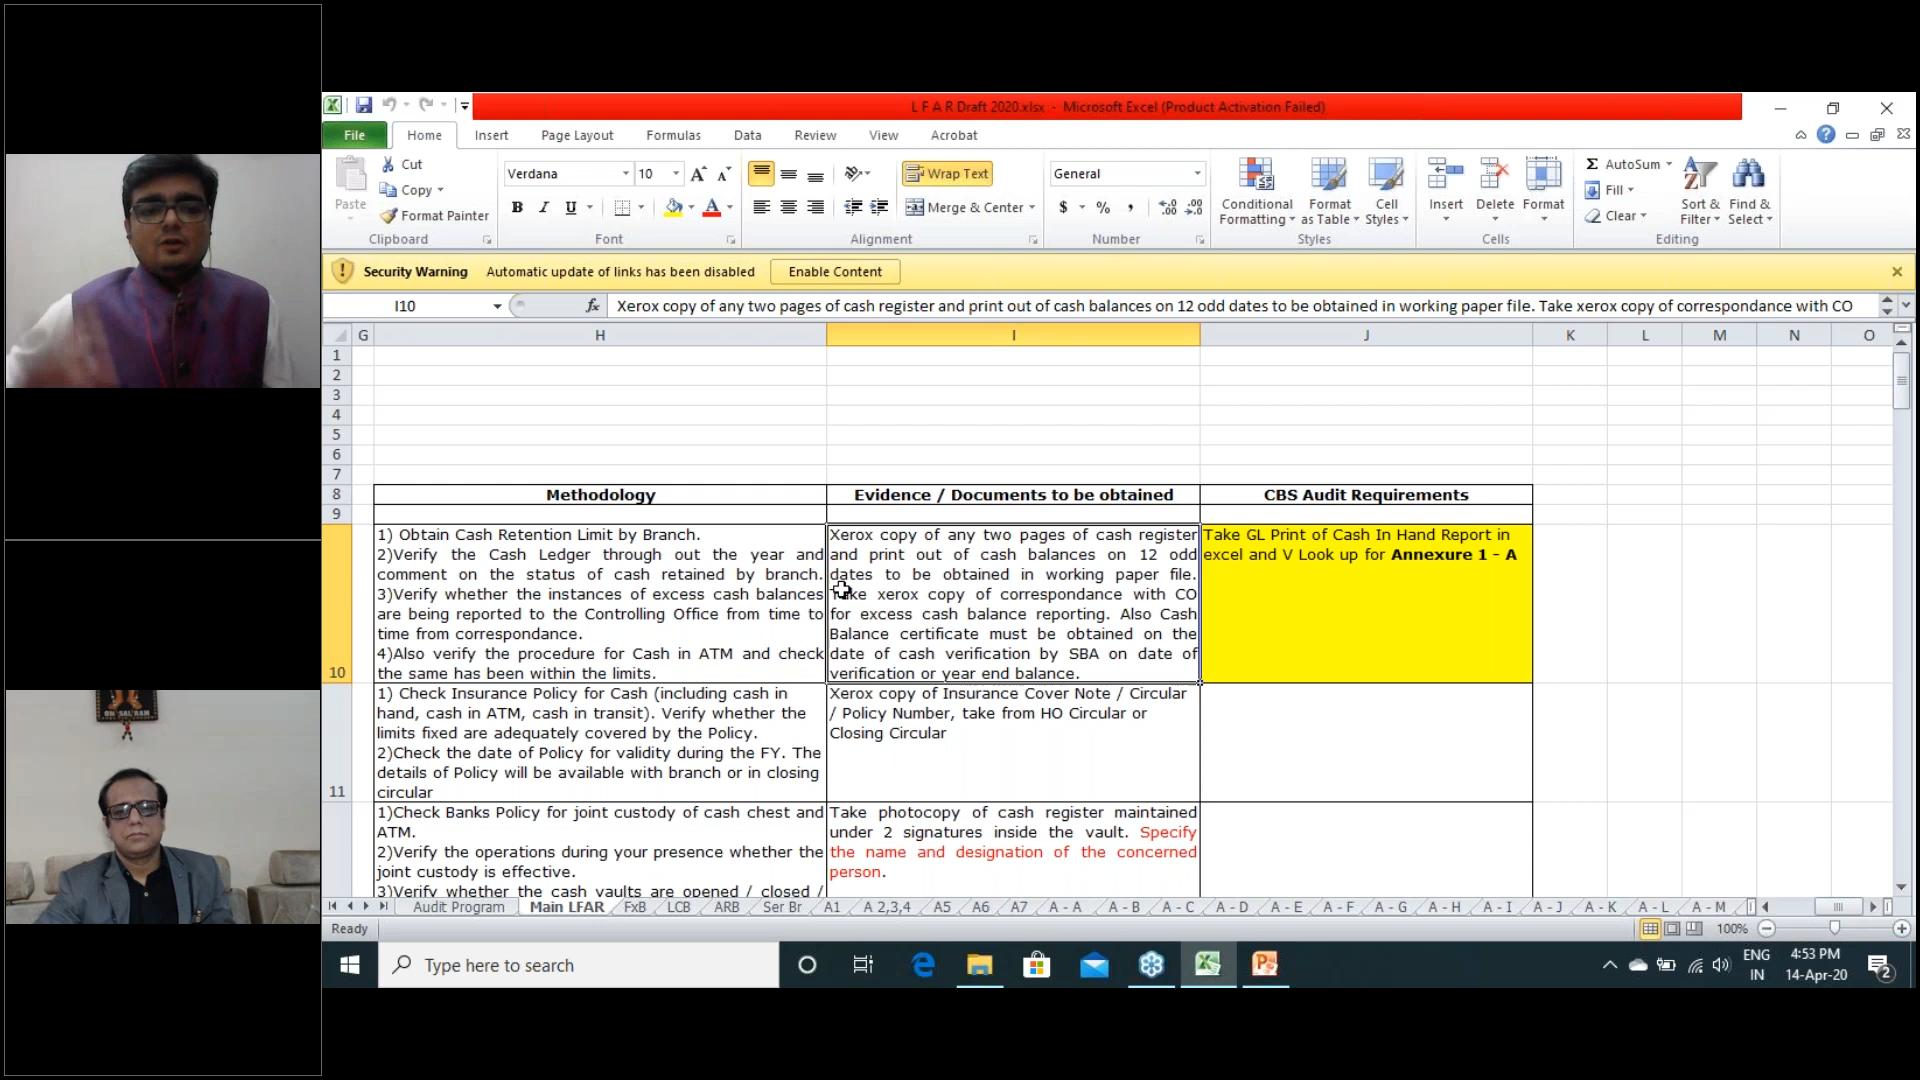 L F A R Draft 2020.xlsx - Microsoft Excel (Product Activation Failed)
File Home Insert Page Layout Formulas Data Review View Acrobat
Paste
Cut
Copy
Format Painter
Clipboard
Verdana 10
B I U
Font
Wrap Text
Merge & Center
Alignment
General
$ % ,
Number
Conditional Formatting
Format as Table
Cell Styles
Styles
Insert Delete Format
Cells
AutoSum
Fill
Clear
Sort & Filter
Find & Select
Editing
Security Warning Automatic update of links has been disabled Enable Content
I10 fx Xerox copy of any two pages of cash register and print out of cash balances on 12 odd dates to be obtained in working paper file. Take xerox copy of correspondance with CO
G H I J K L M N O
1
2
3
4
5
6
7
8 Methodology Evidence / Documents to be obtained CBS Audit Requirements
9
10
1) Obtain Cash Retention Limit by Branch.
2)Verify the Cash Ledger through out the year and
comment on the status of cash retained by branch.
3)Verify whether the instances of excess cash balances
are being reported to the Controlling Office from time to
time from correspondance.
4)Also verify the procedure for Cash in ATM and check
the same has been within the limits.
Xerox copy of any two pages of cash register
and print out of cash balances on 12 odd
dates to be obtained in working paper file.
Take xerox copy of correspondance with CO
for excess cash balance reporting. Also Cash
Balance certificate must be obtained on the
date of cash verification by SBA on date of
verification or year end balance.
Take GL Print of Cash In Hand Report in
excel and V Look up for Annexure 1 - A
11
1) Check Insurance Policy for Cash (including cash in
hand, cash in ATM, cash in transit). Verify whether the
limits fixed are adequately covered by the Policy.
2)Check the date of Policy for validity during the FY. The
details of Policy will be available with branch or in closing
circular
Xerox copy of Insurance Cover Note / Circular
/ Policy Number, take from HO Circular or
Closing Circular
1)Check Banks Policy for joint custody of cash chest and
ATM.
2)Verify the operations during your presence whether the
joint custody is effective.
3)Verify whether the cash vaults are opened / closed /
Take photocopy of cash register maintained
under 2 signatures inside the vault. Specify
the name and designation of the concerned
person.
Audit Program Main LFAR FxB LCB ARB Ser Br A1 A 2,3,4 A5 A6 A7 A - A A - B A - C A - D A - E A - F A - G A - H A - I A - J A - K A - L A - M
Ready 100%
Type here to search
ENG
IN
4:53 PM
14-Apr-20
2